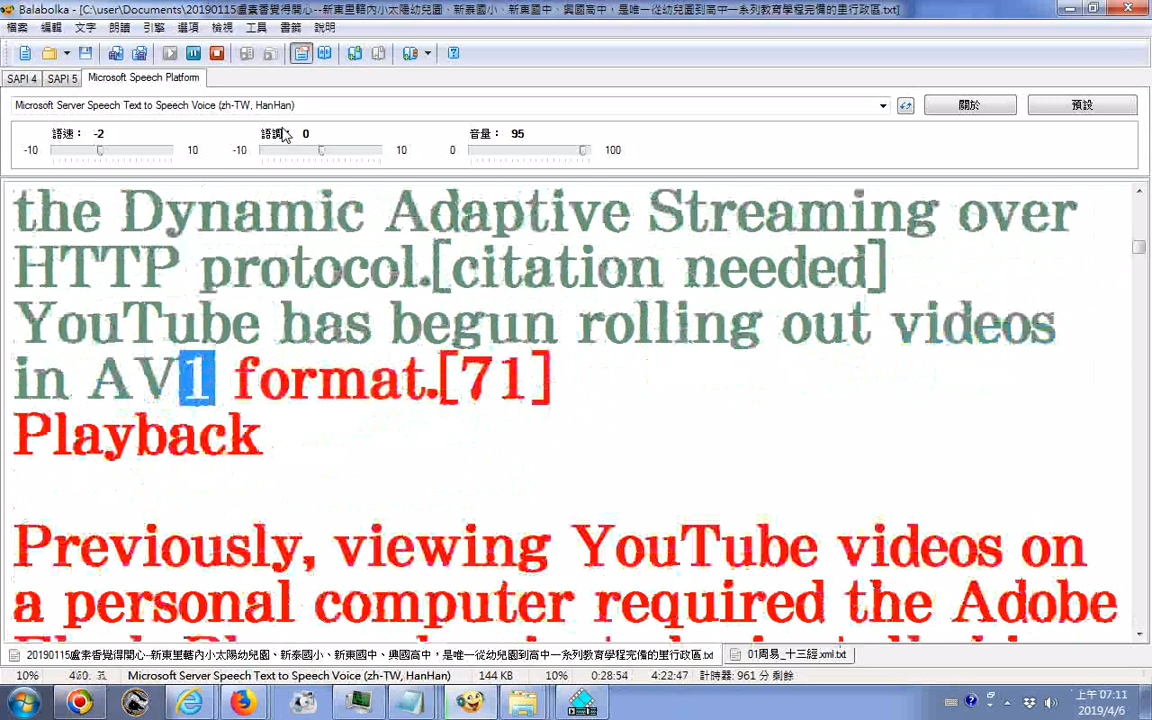 Balabolka - [C:\user\Documents\20190115盧素香覺得開心--新東里轄內小太陽幼兒園、新泰國小、新東國中、興國高中，是唯一從幼兒園到高中一系列教育學程完備的里行政區.txt]
檔案 編輯 文字 朗讀 引擎 選項 檢視 工具 書籤 說明
SAPI 4 SAPI 5 Microsoft Speech Platform
Microsoft Server Speech Text to Speech Voice (zh-TW, HanHan) 關於 預設
語速： -2 語調： 0 音量： 95
-10 10 -10 10 0 100
the Dynamic Adaptive Streaming over
HTTP protocol.[citation needed]
YouTube has begun rolling out videos
in AV1 format.[71]
Playback
Previously, viewing YouTube videos on
a personal computer required the Adobe
20190115盧素香覺得開心--新東里轄內小太陽幼兒園、新泰國小、新東國中、興國高中，是唯一從幼兒園到高中一系列教育學程完備的里行政區.txt 01周易_十三經.xml.txt
10% Microsoft Server Speech Text to Speech Voice (zh-TW, HanHan) 144 KB 10% 0:28:54 4:22:47 計時器: 961 分 剩餘
上午 07:11
2019/4/6